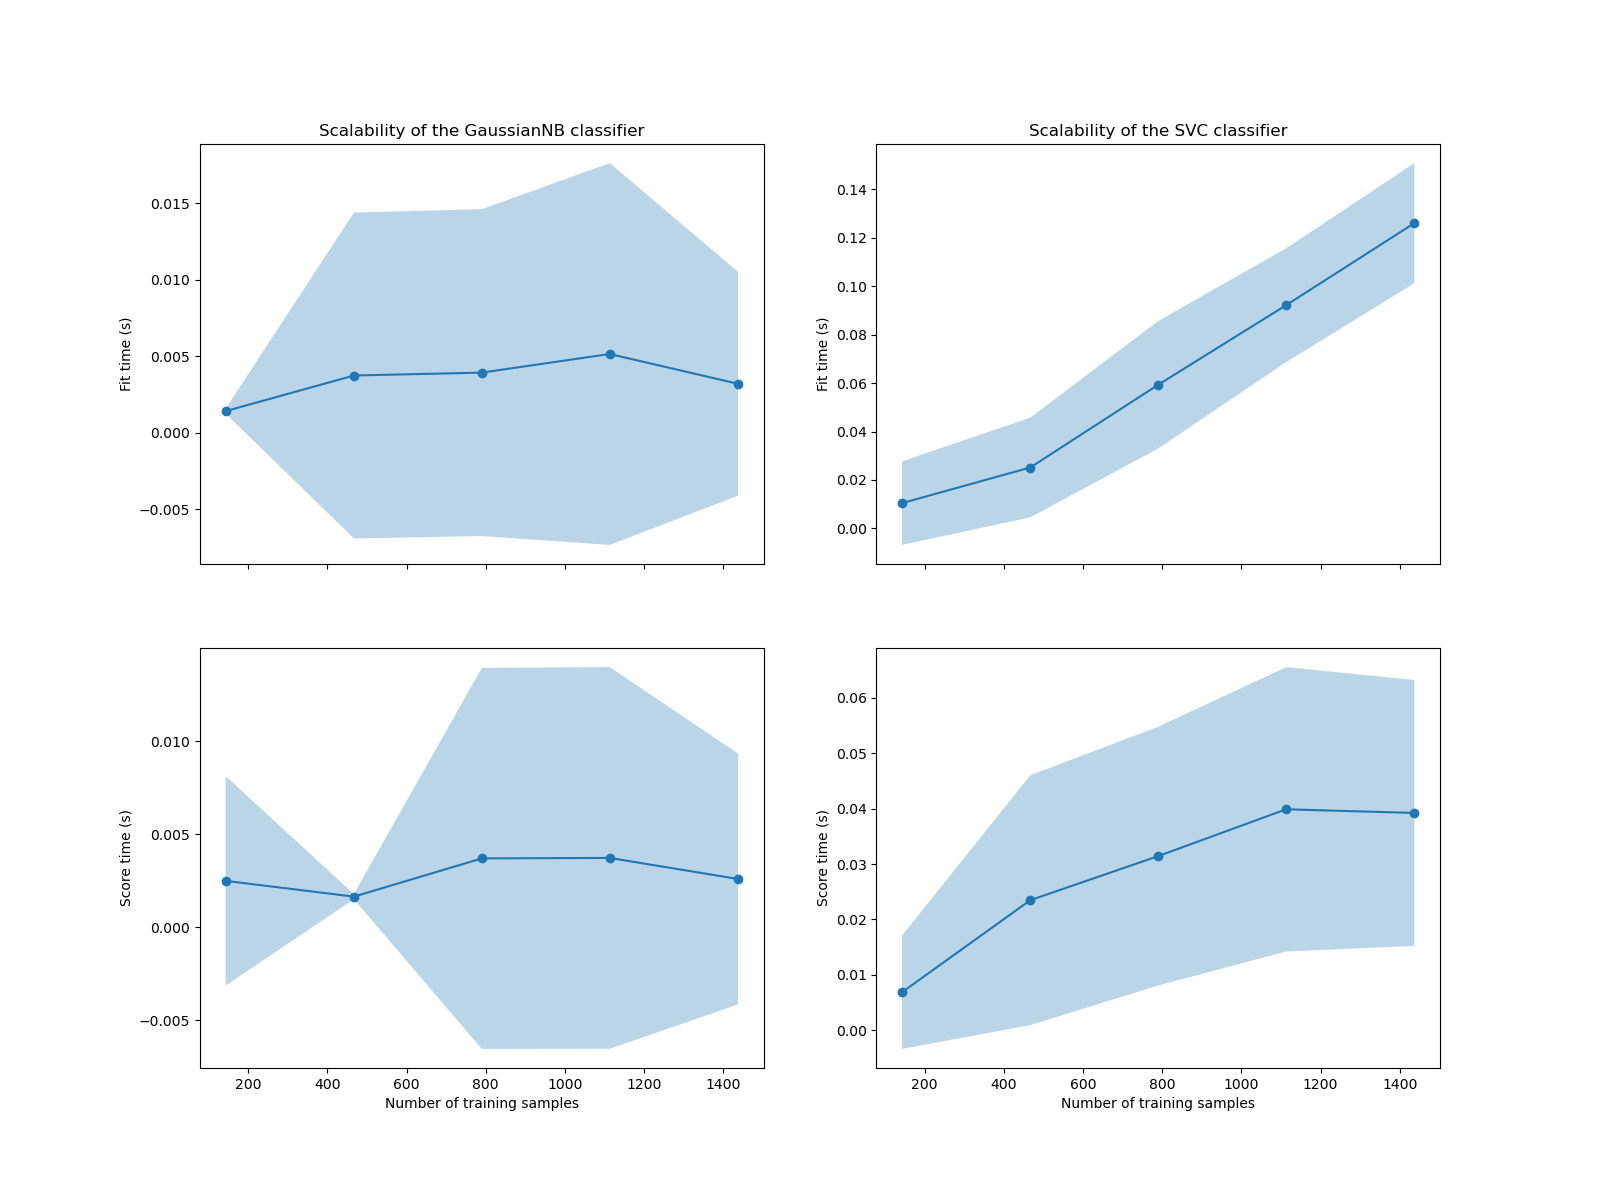 Scalability of the GaussianNB classifier
Fit time (s)
0.015
0.010
0.005
0.000
−0.005
Scalability of the SVC classifier
Fit time (s)
0.14
0.12
0.10
0.08
0.06
0.04
0.02
0.00
Score time (s)
0.010
0.005
0.000
−0.005
200 400 600 800 1000 1200 1400
Number of training samples
Score time (s)
0.06
0.05
0.04
0.03
0.02
0.01
0.00
200 400 600 800 1000 1200 1400
Number of training samples